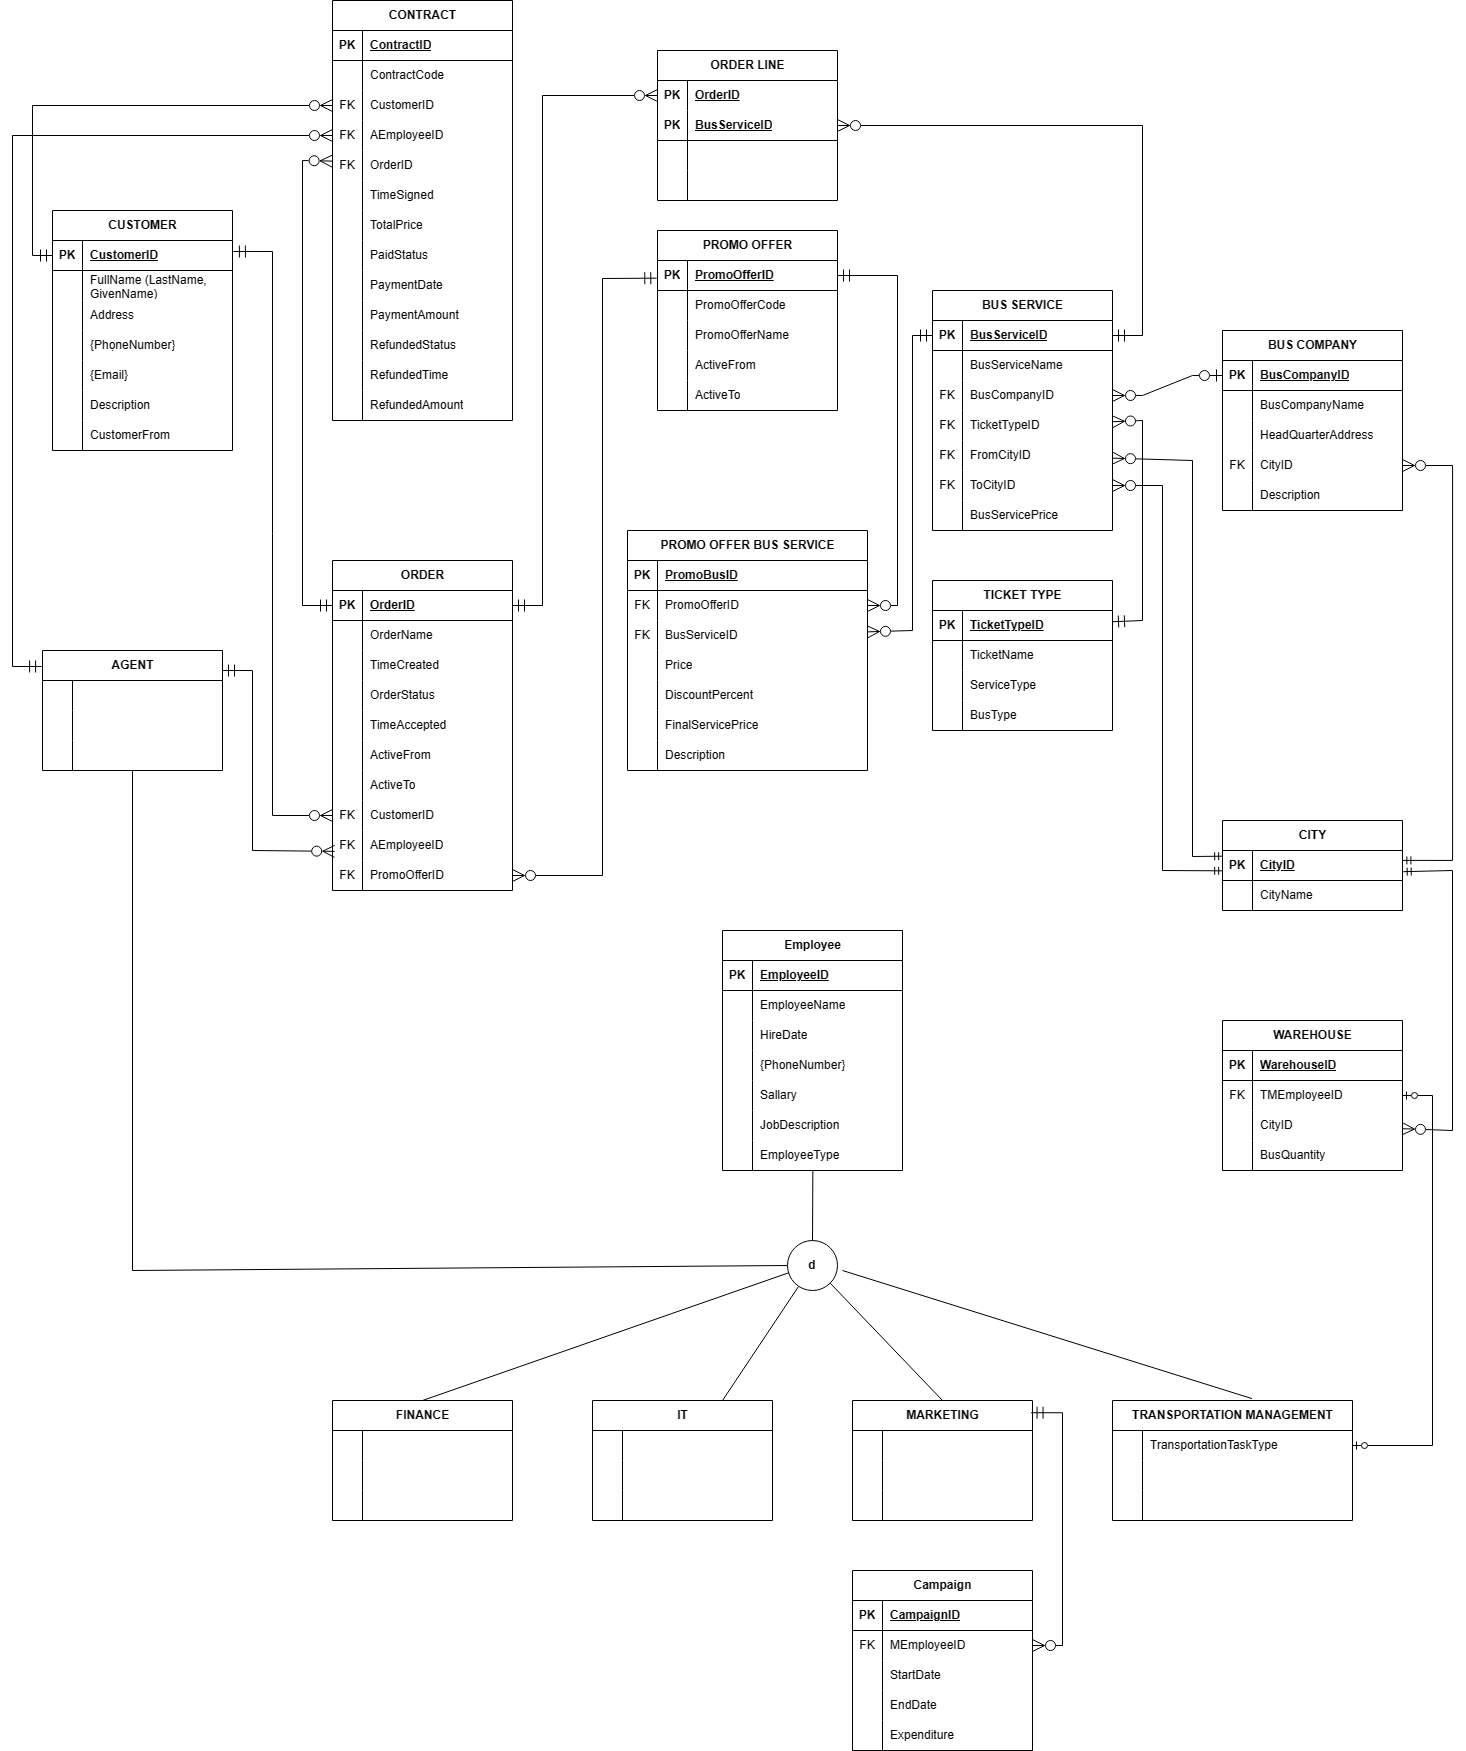 CONTRACT
PK ContractID
ContractCode
FK CustomerID
FK AEmployeeID
FK OrderID
TimeSigned
TotalPrice
PaidStatus
PaymentDate
PaymentAmount
RefundedStatus
RefundedTime
RefundedAmount
ORDER LINE
PK OrderID
PK BusServiceID
CUSTOMER
PK CustomerID
FullName (LastName,
GivenName)
Address
{PhoneNumber}
{Email}
Description
CustomerFrom
PROMO OFFER
PK PromoOfferID
PromoOfferCode
PromoOfferName
ActiveFrom
ActiveTo
BUS SERVICE
PK BusServiceID
BusServiceName
FK BusCompanyID
FK TicketTypeID
FK FromCityID
FK ToCityID
BusServicePrice
BUS COMPANY
PK BusCompanyID
BusCompanyName
HeadQuarterAddress
FK CityID
Description
PROMO OFFER BUS SERVICE
PK PromoBusID
FK PromoOfferID
FK BusServiceID
Price
DiscountPercent
FinalServicePrice
Description
ORDER
PK OrderID
OrderName
TimeCreated
OrderStatus
TimeAccepted
ActiveFrom
ActiveTo
FK CustomerID
FK AEmployeeID
FK PromoOfferID
TICKET TYPE
PK TicketTypeID
TicketName
ServiceType
BusType
AGENT
CITY
PK CityID
CityName
Employee
PK EmployeeID
EmployeeName
HireDate
{PhoneNumber}
Sallary
JobDescription
EmployeeType
WAREHOUSE
PK WarehouseID
FK TMEmployeeID
CityID
BusQuantity
d
FINANCE
IT
MARKETING
TRANSPORTATION MANAGEMENT
TransportationTaskType
Campaign
PK CampaignID
FK MEmployeeID
StartDate
EndDate
Expenditure